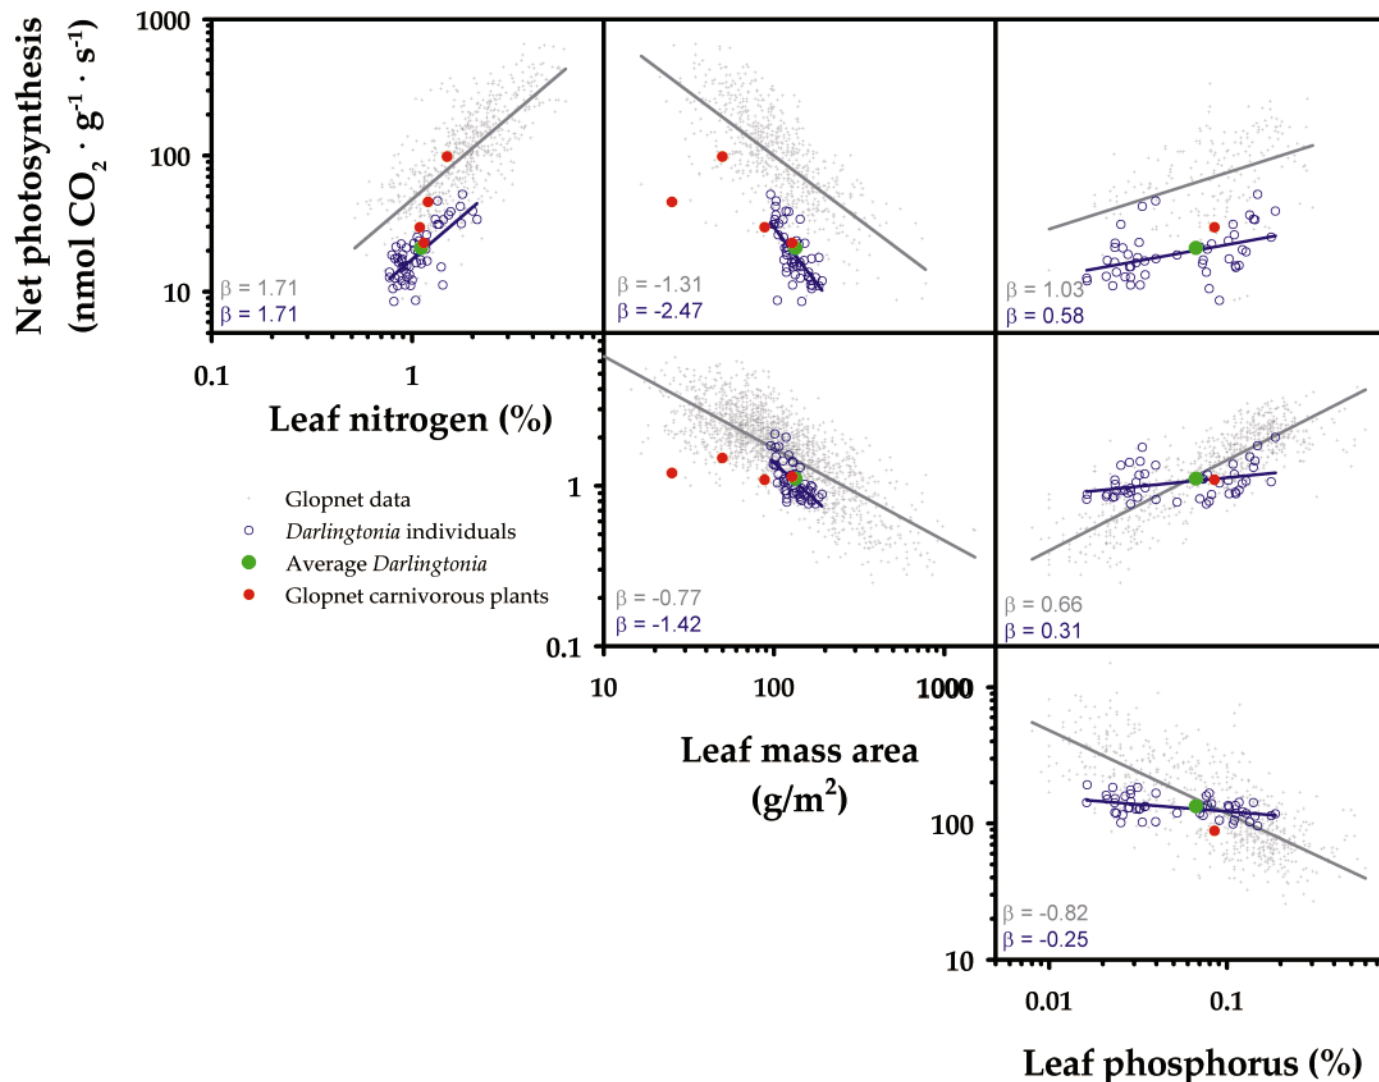 Net photosynthesis
(nmol CO₂ · g⁻¹ · s⁻¹)
1000
100
10
β = 1.71
β = 1.71
β = -1.31
β = -2.47
β = 1.03
β = 0.58
0.1
1
Leaf nitrogen (%)
Glopnet data
Darlingtonia individuals
Average Darlingtonia
Glopnet carnivorous plants
1
0.1
β = -0.77
β = -1.42
β = 0.66
β = 0.31
10
100
1000
Leaf mass area
(g/m²)
100
10
β = -0.82
β = -0.25
0.01
0.1
Leaf phosphorus (%)